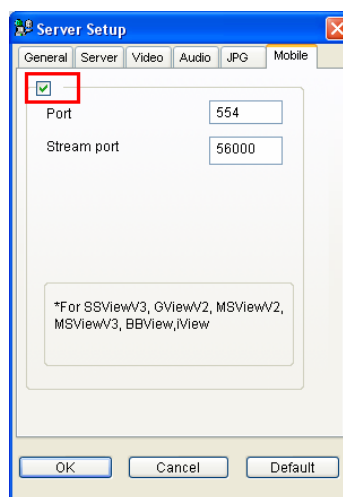 Server Setup
General Server Video Audio JPG Mobile
Port 554
Stream port 56000
*For SSViewV3, GViewV2, MSViewV2,
MSViewV3, BBView,iView
OK Cancel Default